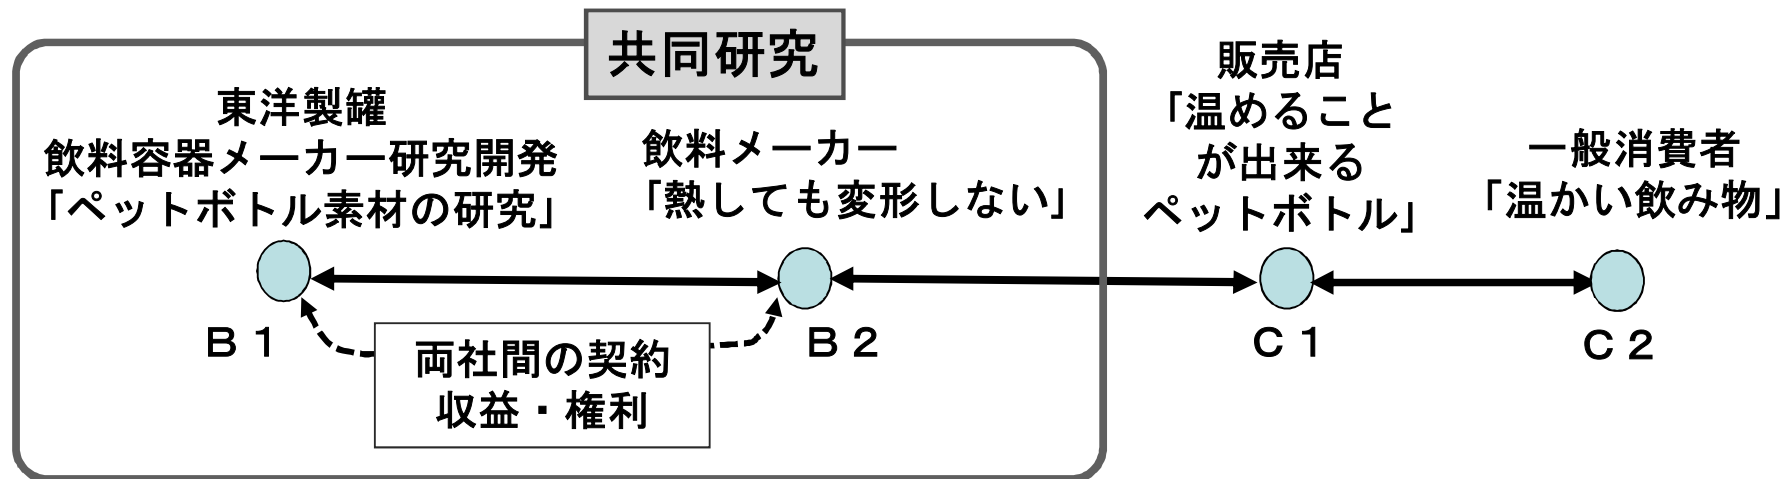 共同研究
東洋製罐
飲料容器メーカー研究開発
「ペットボトル素材の研究」
飲料メーカー
「熱しても変形しない」
販売店
「温めること
が出来る
ペットボトル」
一般消費者
「温かい飲み物」
Ｂ１
Ｂ２
Ｃ１
Ｃ２
両社間の契約
収益・権利